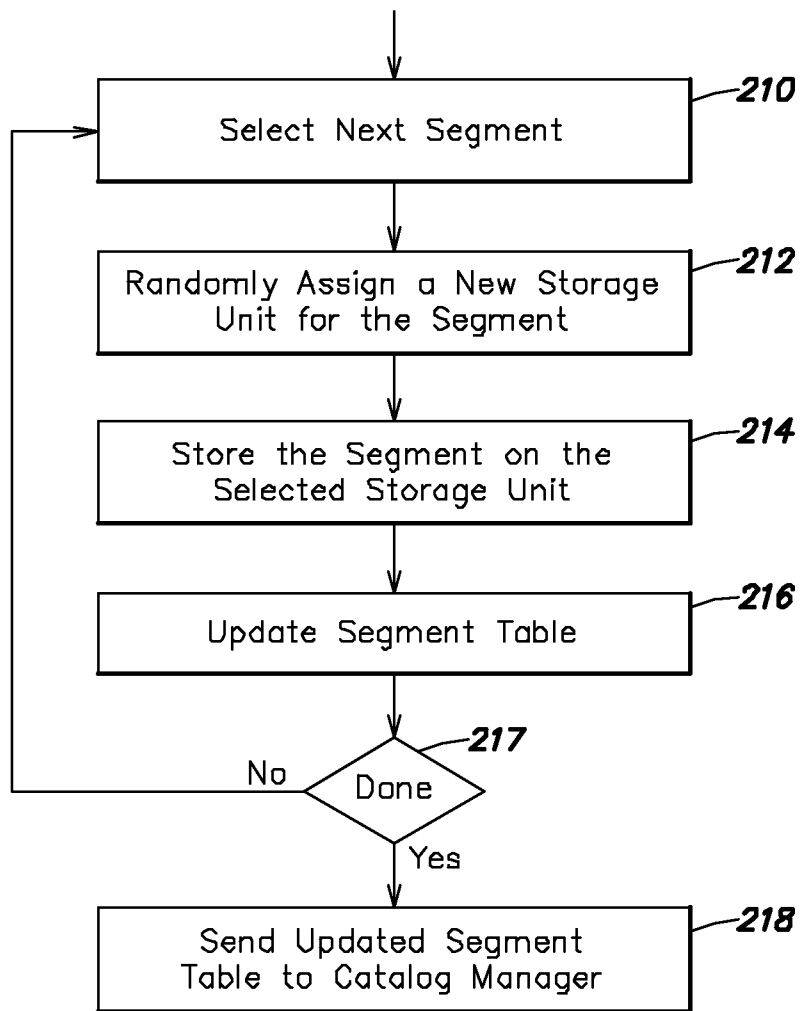 210
Select Next Segment
212
Randomly Assign a New Storage
Unit for the Segment
214
Store the Segment on the
Selected Storage Unit
216
Update Segment Table
217
No
Done
Yes
218
Send Updated Segment
Table to Catalog Manager